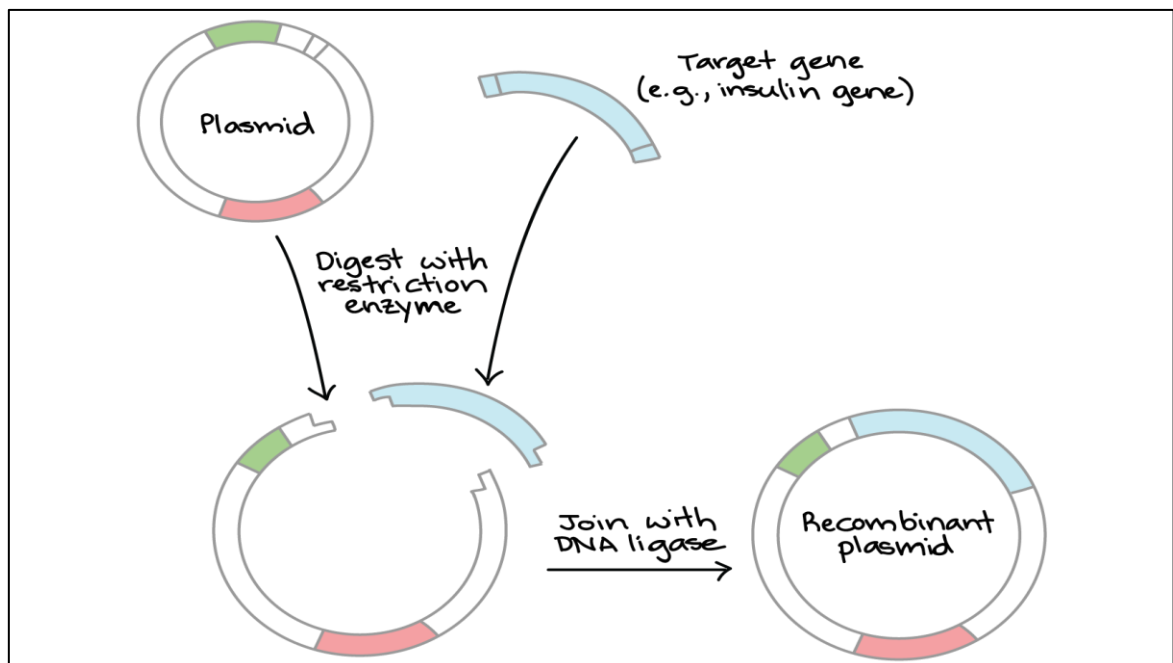 Plasmid
Target gene
(e.g., insulin gene)
Digest with
restriction
enzyme
Join with
DNA ligase
Recombinant
plasmid